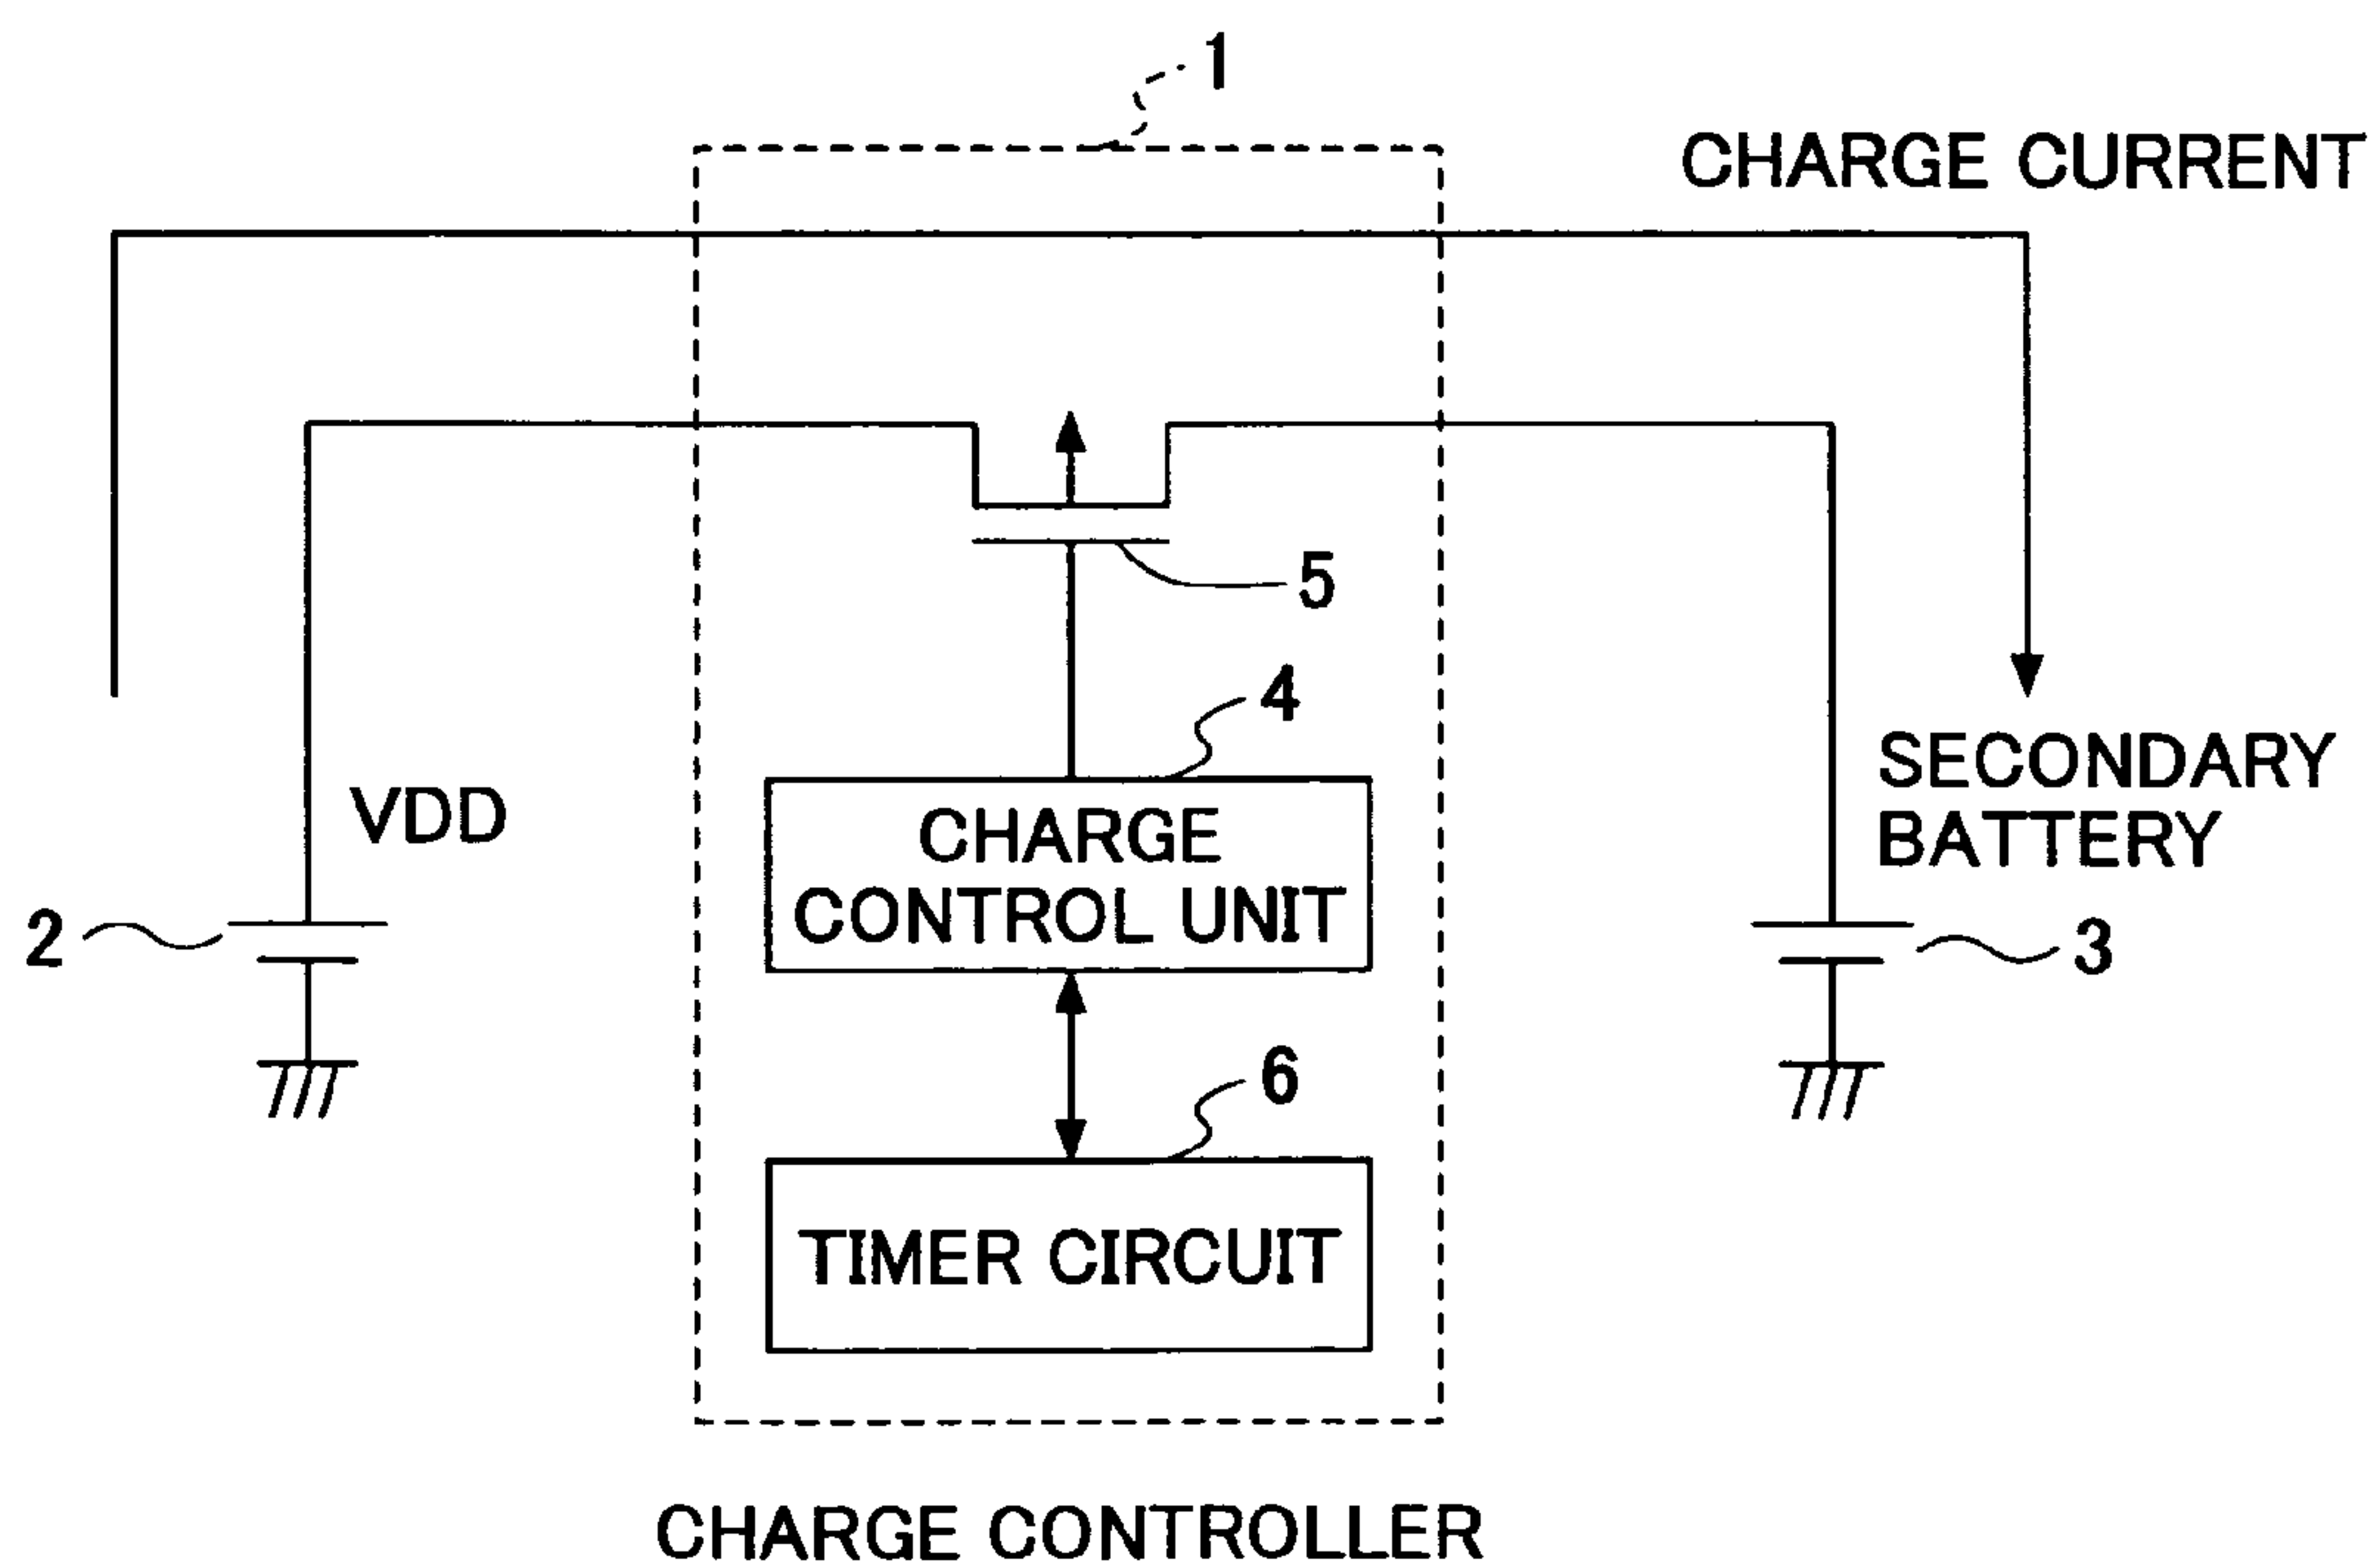 1
CHARGE CURRENT
5
4
SECONDARY
BATTERY
VDD
CHARGE
CONTROL UNIT
2
3
6
TIMER CIRCUIT
CHARGE CONTROLLER